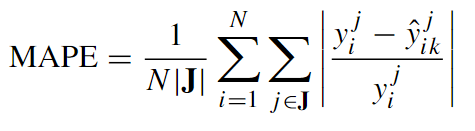 MAPE = \frac{1}{N|\mathbf{J}|} \sum_{i=1}^{N} \sum_{j \in \mathbf{J}} \left| \frac{y_i^j - \hat{y}_{ik}^j}{y_i^j} \right|